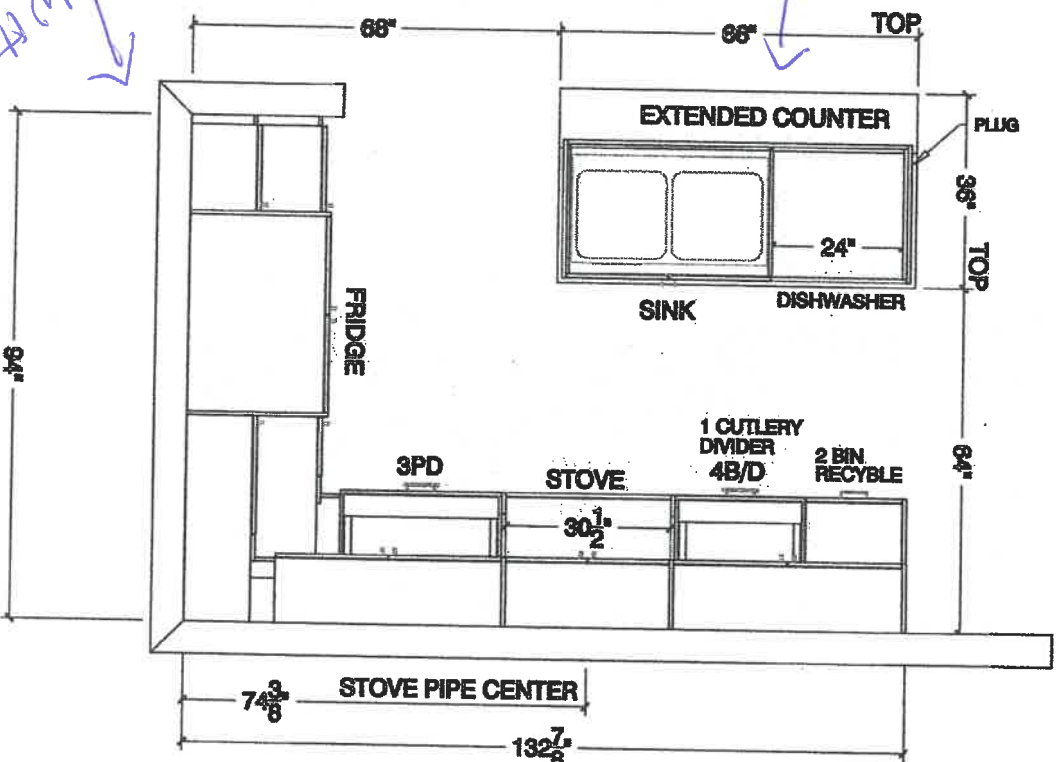 68"
66"
TOP
EXTENDED COUNTER
PLUG
36"
TOP
24"
SINK
DISHWASHER
FRIDGE
94"
64"
1 CUTLERY
DIVIDER
4B/D
2 BIN
RECYBLE
3PD
STOVE
30 1/2"
STOVE PIPE CENTER
74 3/8"
132 7/8"